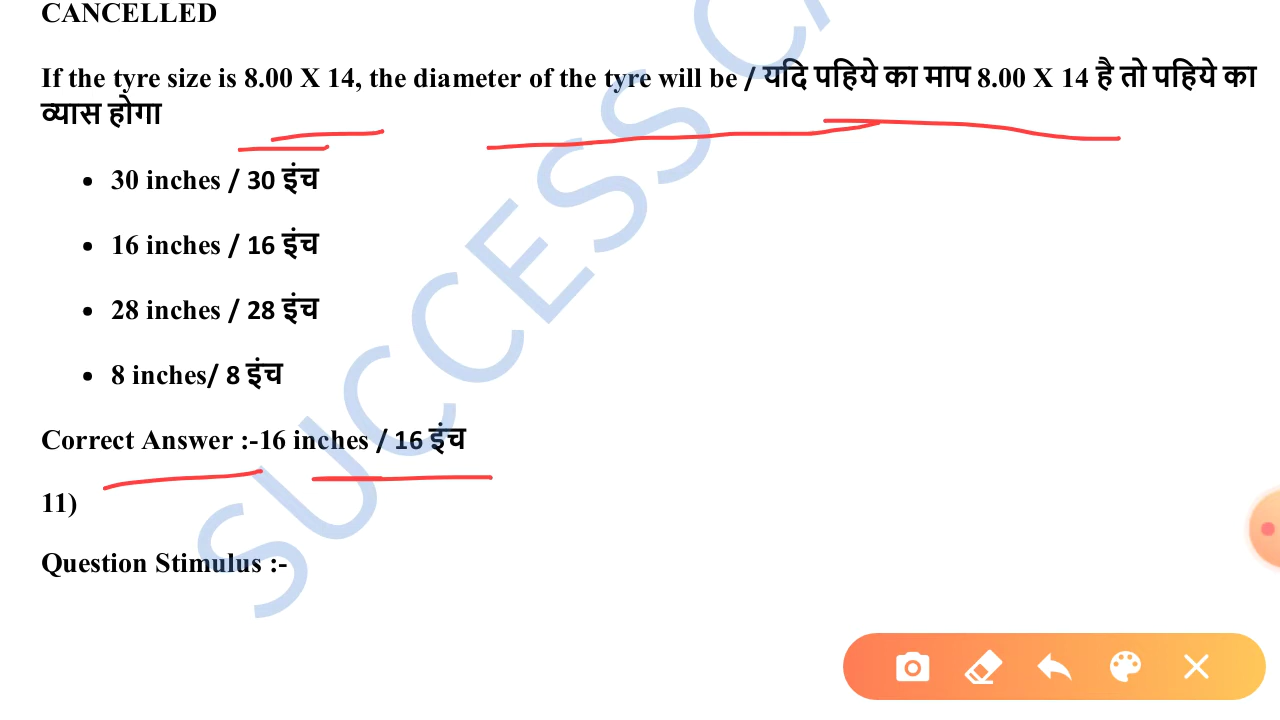 CANCELLED
If the tyre size is 8.00 X 14, the diameter of the tyre will be / यदि पहिये का माप 8.00 X 14 है तो पहिये का
व्यास होगा
• 30 inches / 30 इंच
• 16 inches / 16 इंच
• 28 inches / 28 इंच
• 8 inches/ 8 इंच
Correct Answer :-16 inches / 16 इंच
11)
Question Stimulus :-
SUCCESS CA